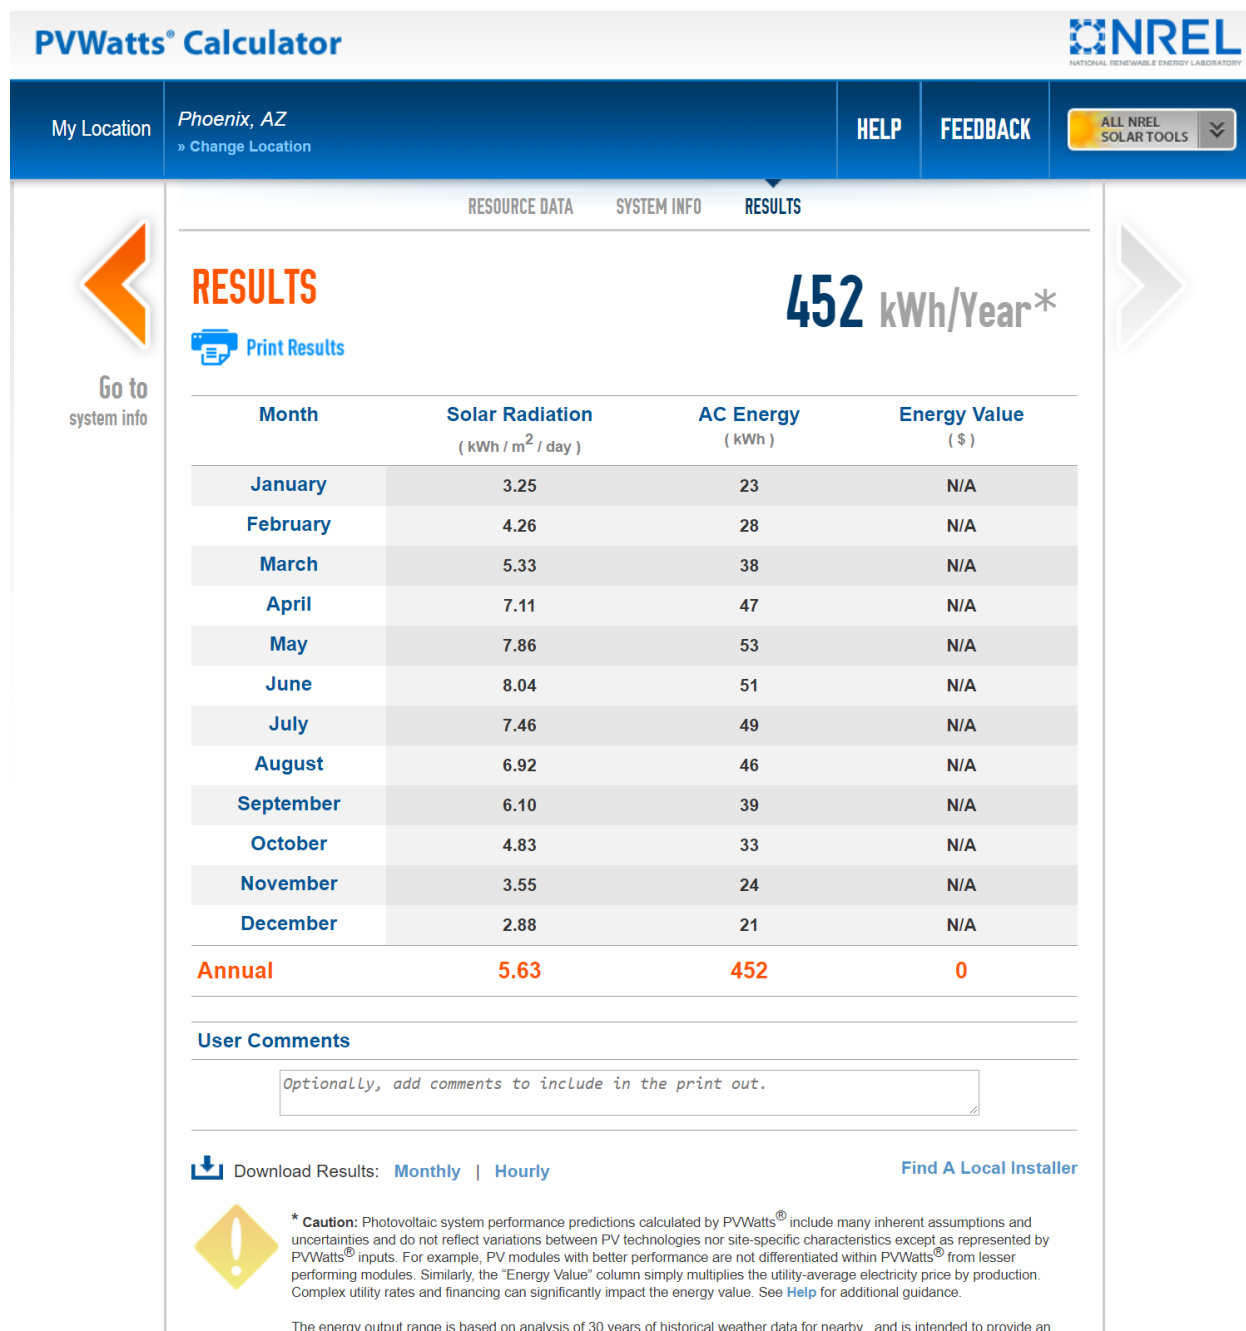 PVWatts® Calculator
NREL
NATIONAL RENEWABLE ENERGY LABORATORY
My Location
Phoenix, AZ
» Change Location
HELP
FEEDBACK
ALL NREL
SOLAR TOOLS
RESOURCE DATA SYSTEM INFO RESULTS
RESULTS
452 kWh/Year*
Print Results
Go to
system info
Month Solar Radiation AC Energy Energy Value
( kWh / m2 / day ) ( kWh ) ( $ )
January 3.25 23 N/A
February 4.26 28 N/A
March 5.33 38 N/A
April 7.11 47 N/A
May 7.86 53 N/A
June 8.04 51 N/A
July 7.46 49 N/A
August 6.92 46 N/A
September 6.10 39 N/A
October 4.83 33 N/A
November 3.55 24 N/A
December 2.88 21 N/A
Annual 5.63 452 0
User Comments
Optionally, add comments to include in the print out.
Download Results: Monthly | Hourly
Find A Local Installer
* Caution: Photovoltaic system performance predictions calculated by PVWatts® include many inherent assumptions and
uncertainties and do not reflect variations between PV technologies nor site-specific characteristics except as represented by
PVWatts® inputs. For example, PV modules with better performance are not differentiated within PVWatts® from lesser
performing modules. Similarly, the "Energy Value" column simply multiplies the utility-average electricity price by production.
Complex utility rates and financing can significantly impact the energy value. See Help for additional guidance.
The energy output range is based on analysis of 30 years of historical weather data for nearby , and is intended to provide an